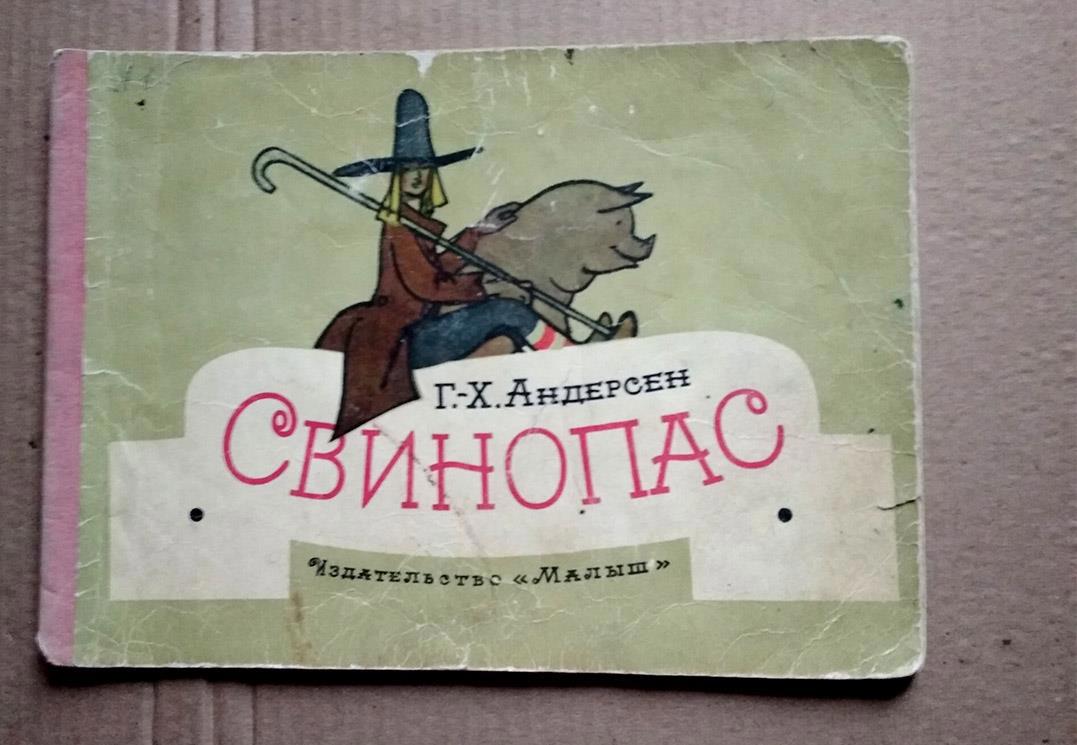 Г.-Х. Андерсен
Свинопас
Издательство «Малыш»